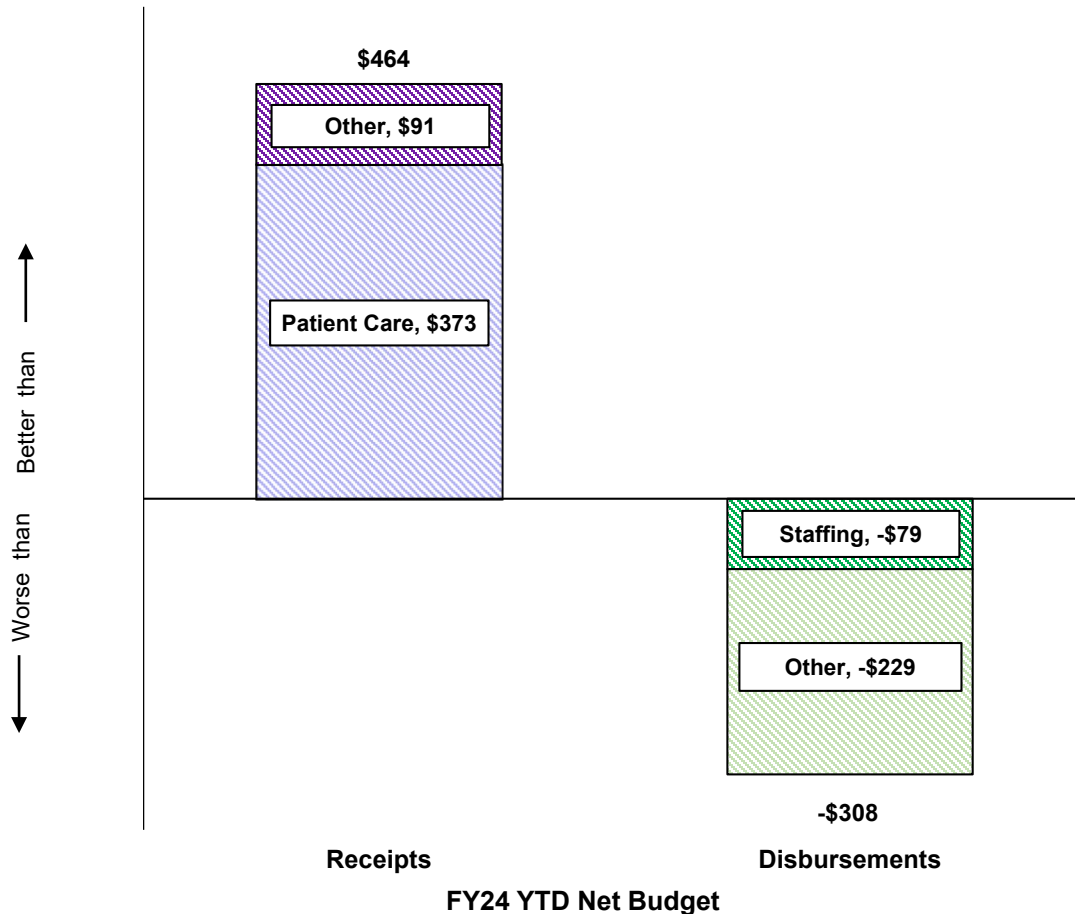 $464
Other, $91
Patient Care, $373
Better than
Worse than
Staffing, -$79
Other, -$229
-$308
Receipts
Disbursements
FY24 YTD Net Budget